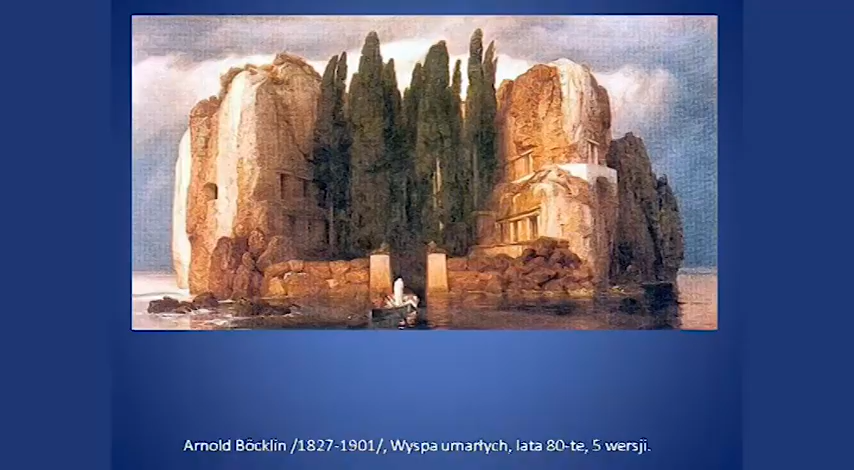 Arnold Böcklin /1827-1901/, Wyspa umarłych, lata 80-te, 5 wersji.